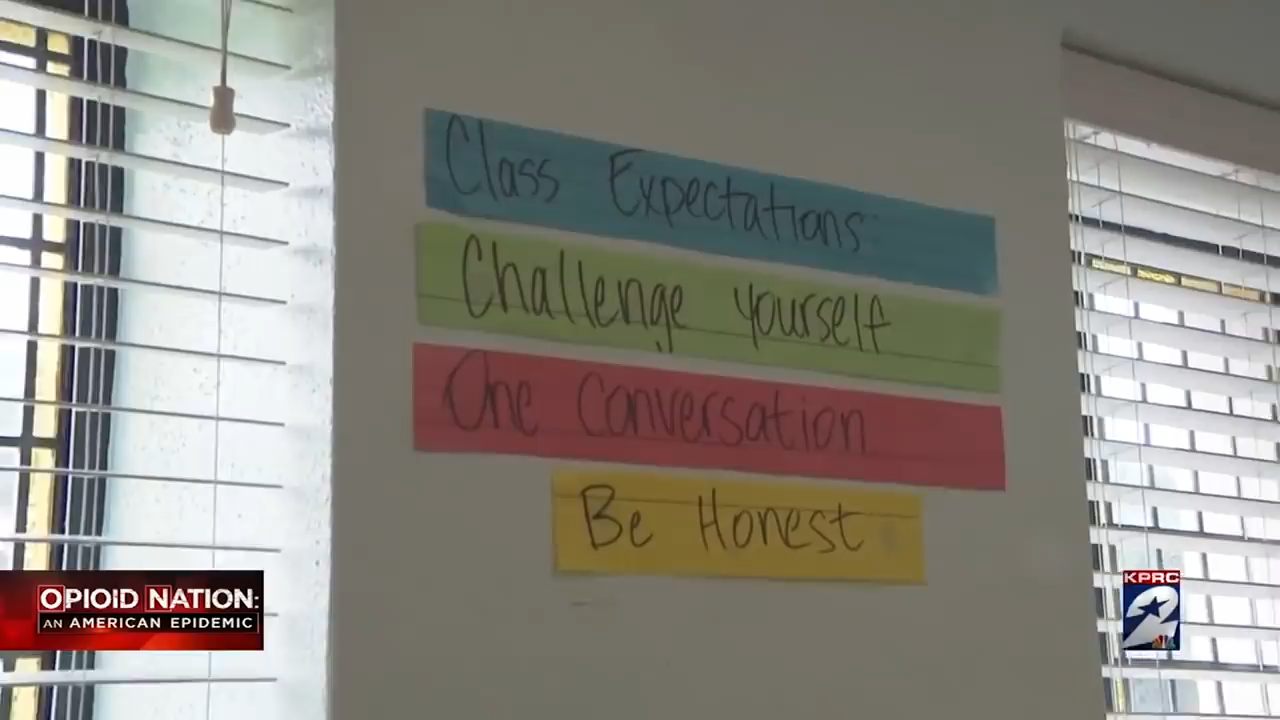 Class Expectations:
Challenge yourself
One Conversation
Be Honest
OPIOID NATION:
AN AMERICAN EPIDEMIC
KPRC
2